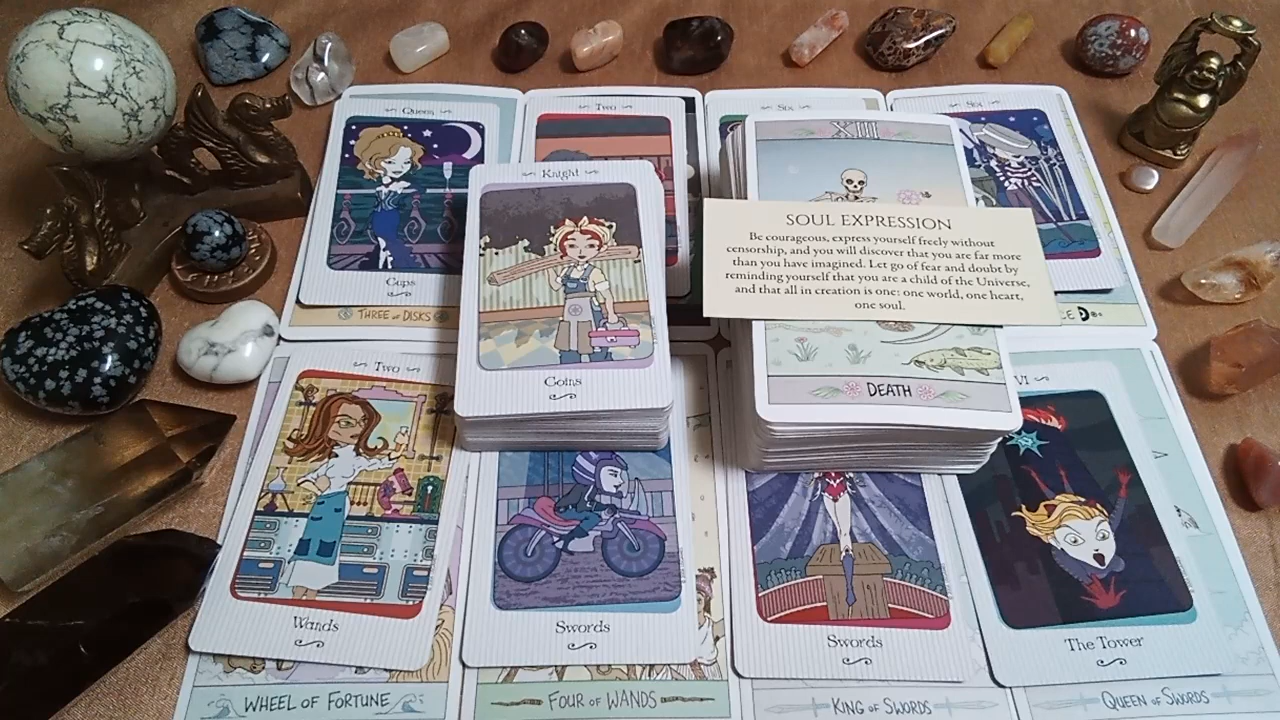 Queen
Cups
THREE OF DISKS
Two
Six
Six
Knight
Coins
XIII
SOUL EXPRESSION
Be courageous, express yourself freely without
censorship, and you will discover that you are far more
than you have imagined. Let go of fear and doubt by
reminding yourself that you are a child of the Universe,
and that all in creation is one: one world, one heart,
one soul.
DEATH
Two
Wands
WHEEL OF FORTUNE
Swords
FOUR OF WANDS
Swords
KING OF SWORDS
VI
The Tower
QUEEN OF SWORDS